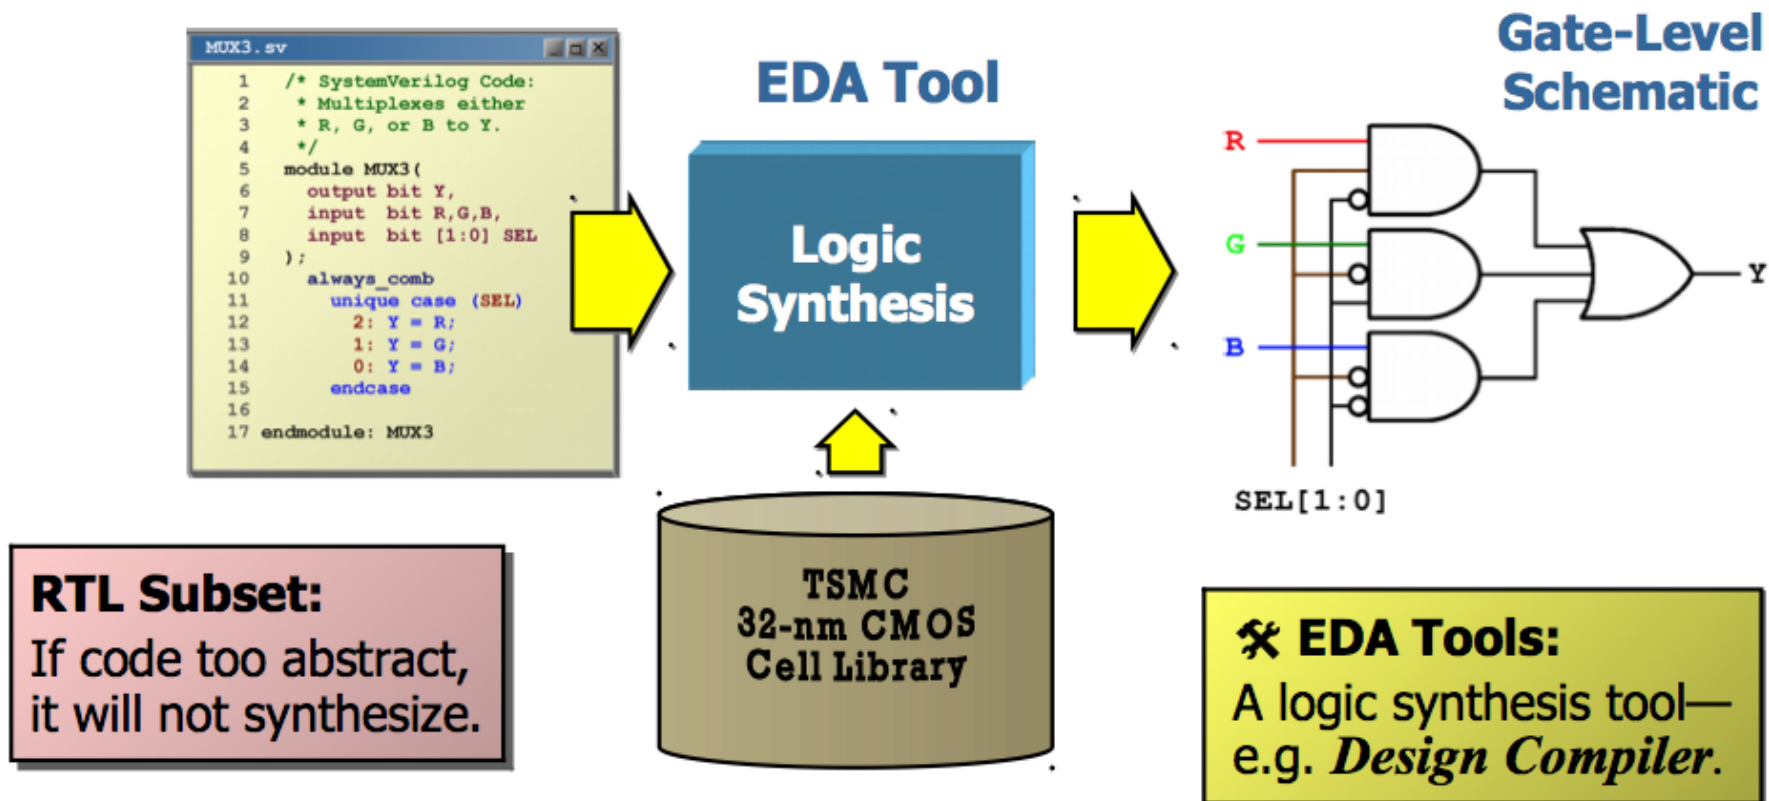 MUX3.sv
1 /* SystemVerilog Code:
2 * Multiplexes either
3 * R, G, or B to Y.
4 */
5 module MUX3(
6 output bit Y,
7 input bit R,G,B,
8 input bit [1:0] SEL
9 );
10 always_comb
11 unique case (SEL)
12 2: Y = R;
13 1: Y = G;
14 0: Y = B;
15 endcase
16
17 endmodule: MUX3
EDA Tool
Logic
Synthesis
TSMC
32-nm CMOS
Cell Library
Gate-Level
Schematic
R
G
B
Y
SEL[1:0]
RTL Subset:
If code too abstract,
it will not synthesize.
🛠 EDA Tools:
A logic synthesis tool—
e.g. Design Compiler.